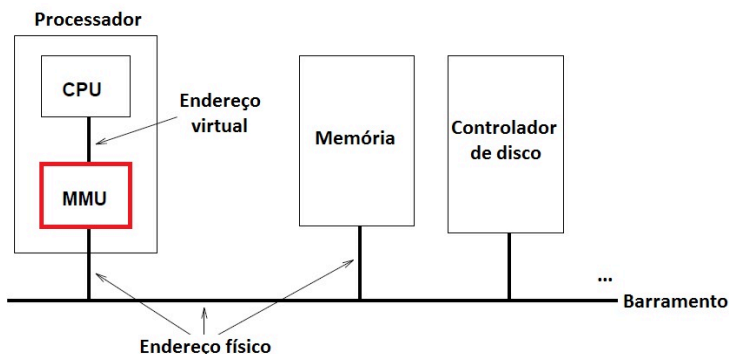 Processador
CPU
Endereço
virtual
MMU
Memória
Controlador
de disco
...
Barramento
Endereço físico